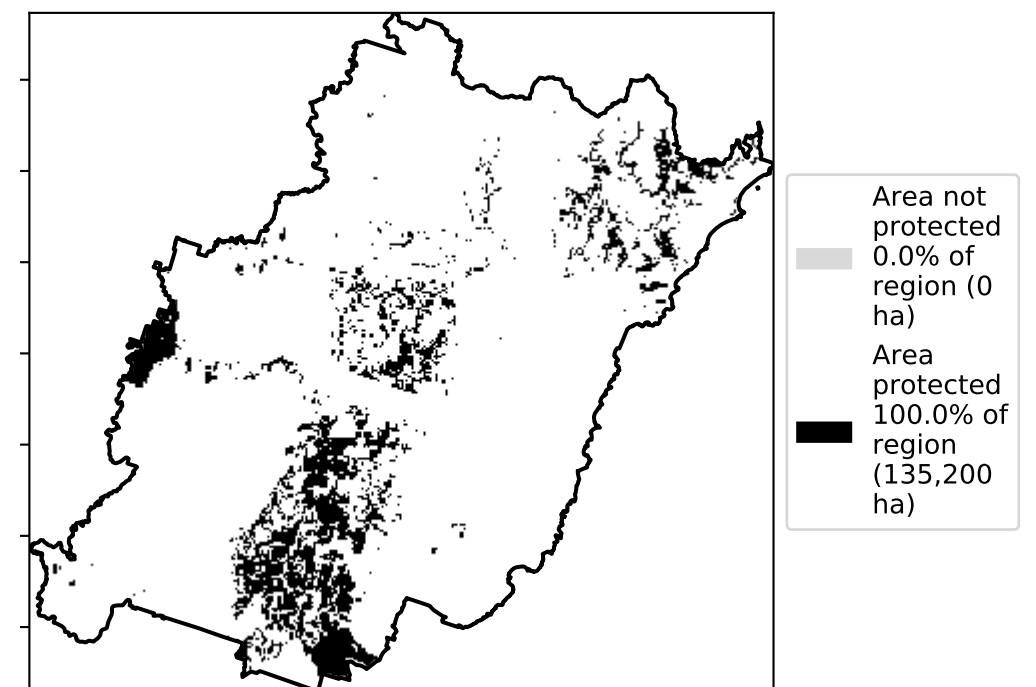 Area not
protected
0.0% of
region (0
ha)
Area
protected
100.0% of
region
(135,200
ha)